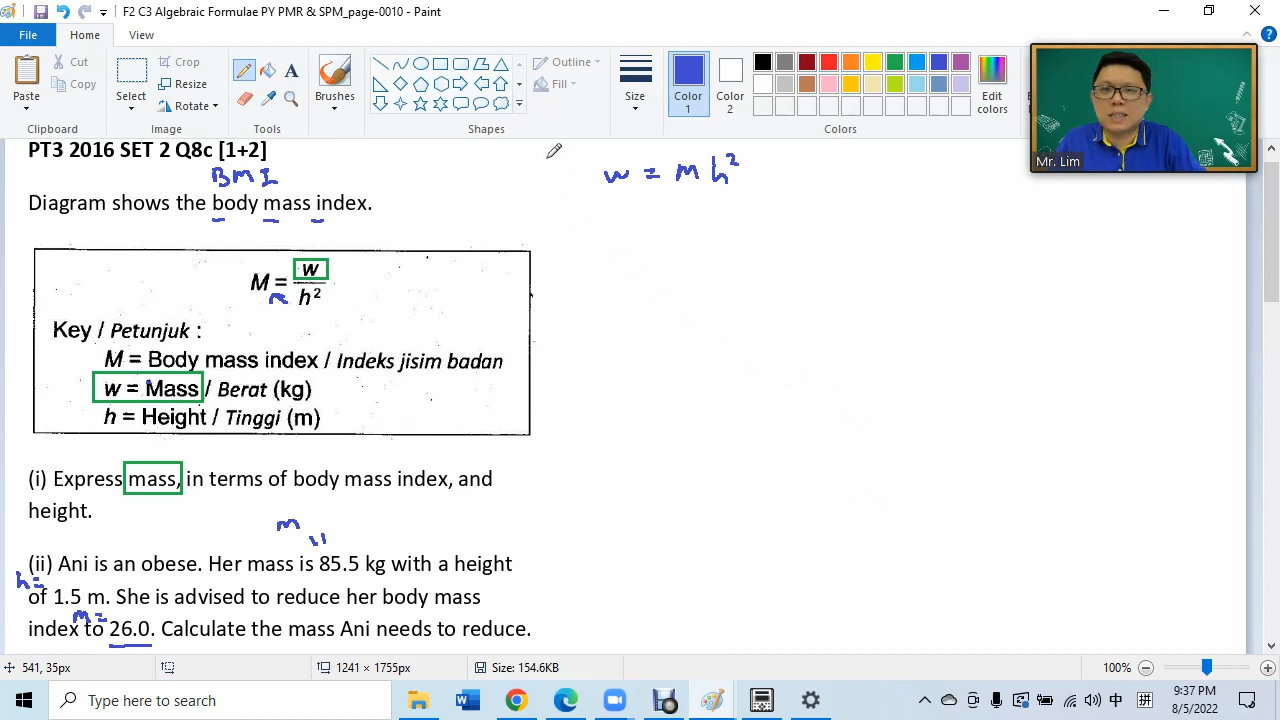 F2 C3 Algebraic Formulae PY PMR & SPM_page-0010 - Paint
File Home View
Paste Cut Copy Clipboard
Select Crop Resize Rotate Image
Tools
Brushes
Shapes Outline Fill
Size
Color 1 Color 2 Edit colors Colors
Mr. Lim
PT3 2016 SET 2 Q8c [1+2]
BMI
w = m h²
Diagram shows the body mass index.
M = w/h²
Key / Petunjuk :
M = Body mass index / Indeks jisim badan
w = Mass / Berat (kg)
h = Height / Tinggi (m)
(i) Express mass, in terms of body mass index, and
height.
m
(ii) Ani is an obese. Her mass is 85.5 kg with a height
h=
of 1.5 m. She is advised to reduce her body mass
m=
index to 26.0. Calculate the mass Ani needs to reduce.
541, 35px 1241 × 1755px Size: 154.6KB 100%
Type here to search
中 拼 9:37 PM
8/5/2022